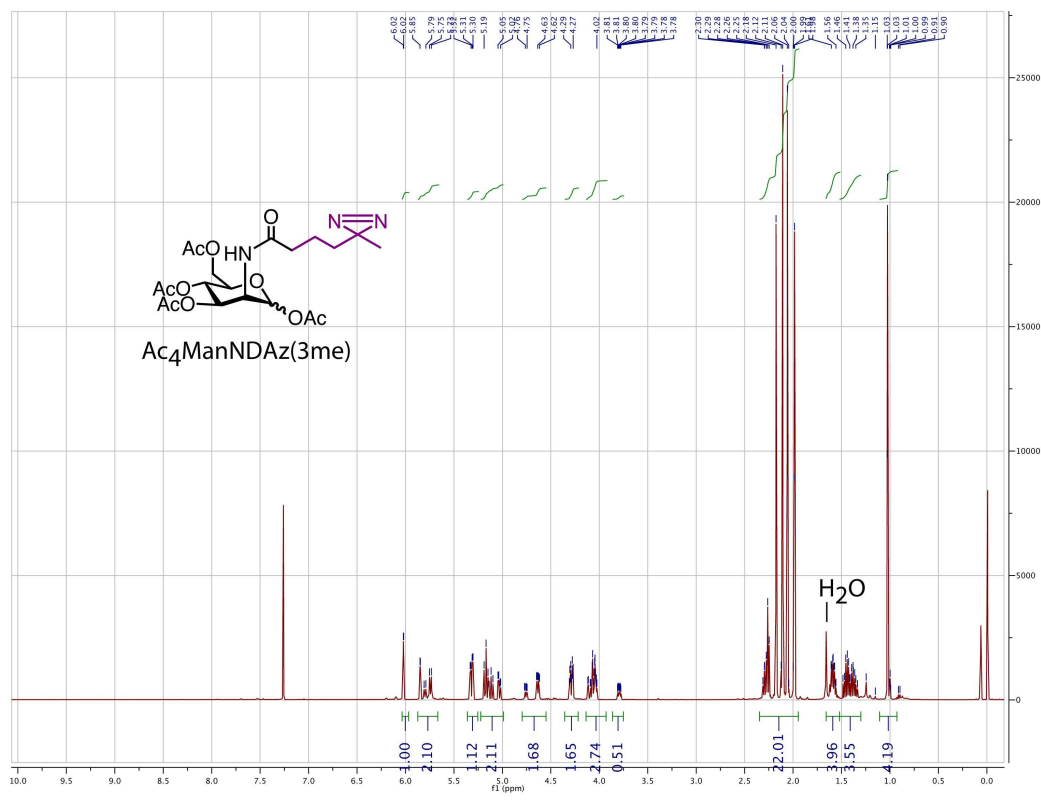 6.02 6.02 5.85 5.79 5.75 5.73 5.32 5.31 5.30 5.19 5.05 5.02 4.76 4.75 4.63 4.62 4.29 4.27 4.02 3.81 3.81 3.80 3.80 3.79 3.79 3.78 3.78 2.30 2.29 2.28 2.26 2.25 2.18 2.12 2.11 2.06 2.04 2.00 1.99 1.56 1.46 1.41 1.38 1.35 1.15 1.03 1.03 1.01 1.00 0.99 0.91 0.90
25000
20000
15000
10000
5000
0
O
N N
AcO HN
AcO O
AcO
OAc
Ac4ManNDAz(3me)
H2O
1.00 2.10 1.12 2.11 1.68 1.65 2.74 0.51 22.01 3.96 3.55 4.19
10.0 9.5 9.0 8.5 8.0 7.5 7.0 6.5 6.0 5.5 5.0 4.5 4.0 3.5 3.0 2.5 2.0 1.5 1.0 0.5 0.0
f1 (ppm)